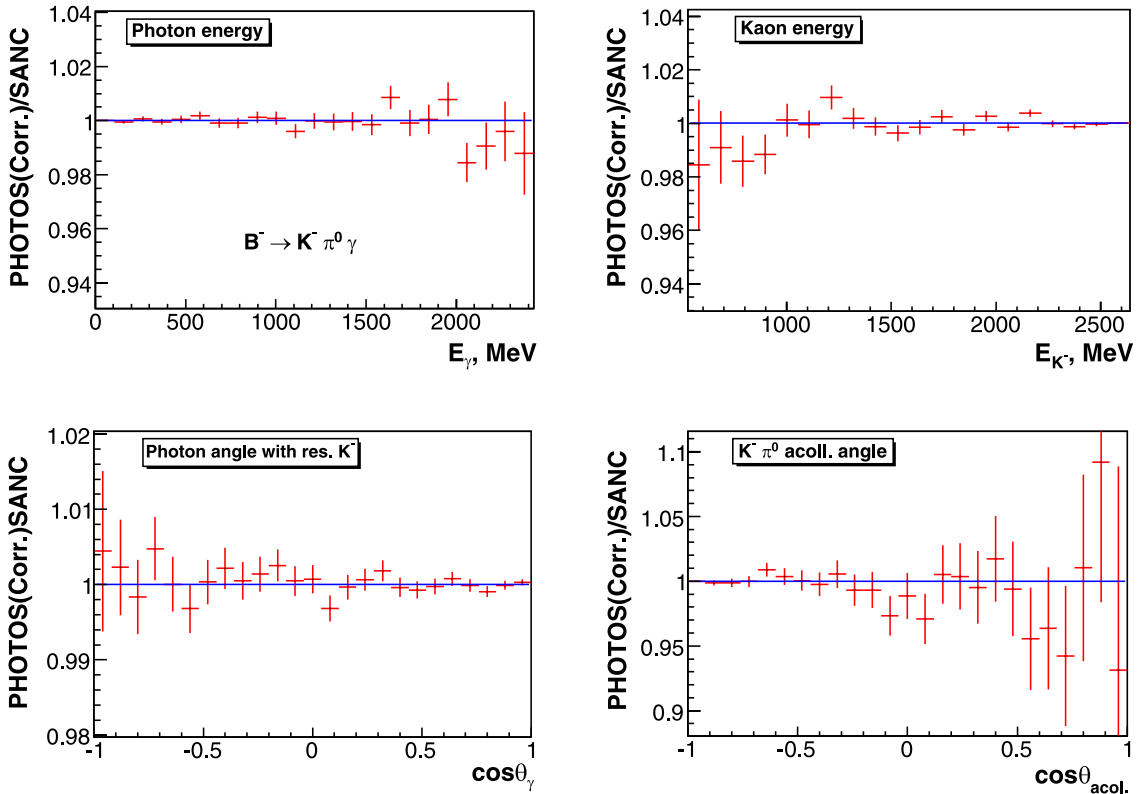 Photon energy
PHOTOS(Corr.)/SANC
1.04
1.02
1
0.98
0.96
0.94
B⁻ → K⁻ π⁰ γ
0 500 1000 1500 2000
E_γ, MeV
Kaon energy
PHOTOS(Corr.)/SANC
1.04
1.02
1
0.98
0.96
0.94
1000 1500 2000 2500
E_K⁻, MeV
Photon angle with res. K⁻
PHOTOS(Corr.)SANC
1.02
1.01
1
0.99
0.98
-1 -0.5 0 0.5 1
cosθ_γ
K⁻ π⁰ acoll. angle
PHOTOS(Corr.)/SANC
1.1
1.05
1
0.95
0.9
-1 -0.5 0 0.5 1
cosθ_acol.